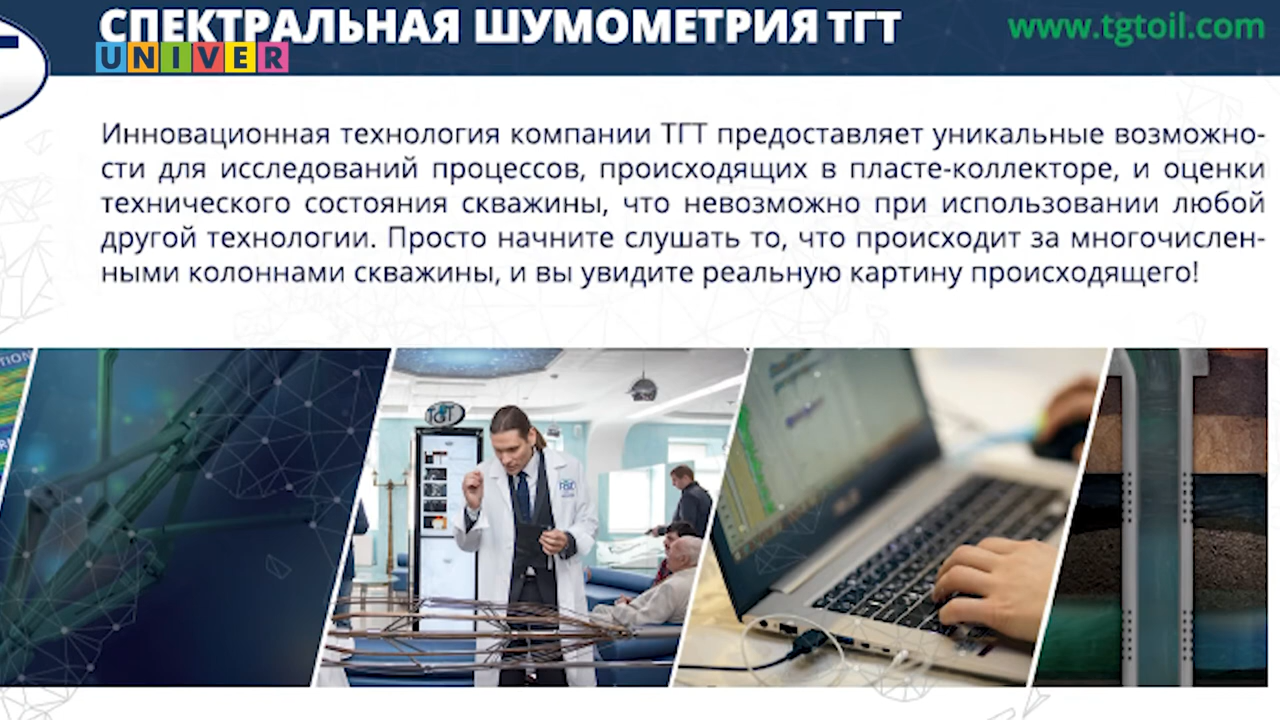 СПЕКТРАЛЬНАЯ ШУМОМЕТРИЯ ТГТ
www.tgtoil.com
UNIVER
Инновационная технология компании ТГТ предоставляет уникальные возможно-
сти для исследований процессов, происходящих в пласте-коллекторе, и оценки
технического состояния скважины, что невозможно при использовании любой
другой технологии. Просто начните слушать то, что происходит за многочислен-
ными колоннами скважины, и вы увидите реальную картину происходящего!
TGT
TGT